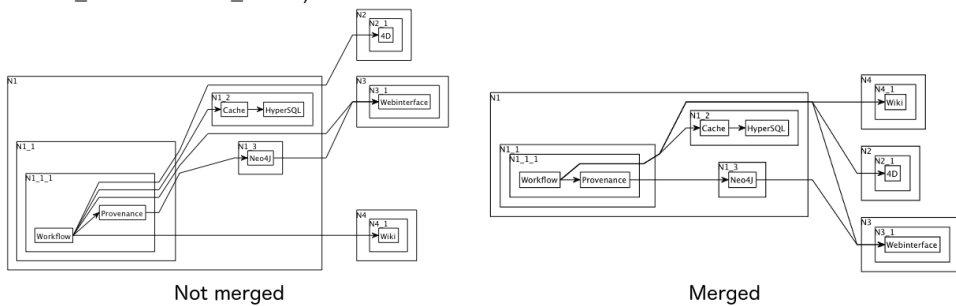 N2
N2_1
4D
N1
N3
N3_1
Webinterface
N1_2
Cache
HyperSQL
N1_1
N1_3
Neo4J
N1_1_1
Provenance
Workflow
N4
N4_1
Wiki
Not merged
N4
N4_1
Wiki
N1
N1_2
Cache
HyperSQL
N1_1
N1_1_1
Workflow
Provenance
N1_3
Neo4J
N2
N2_1
4D
N3
N3_1
Webinterface
Merged